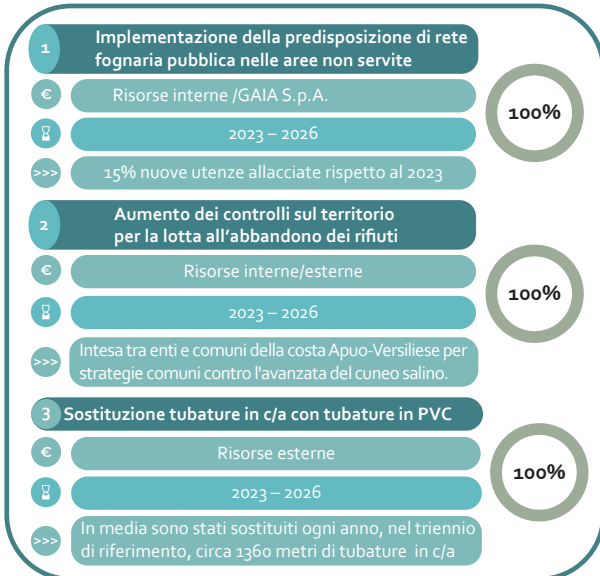 1
Implementazione della predisposizione di rete
fognaria pubblica nelle aree non servite
€
Risorse interne /GAIA S.p.A.
2023 – 2026
>>>
15% nuove utenze allacciate rispetto al 2023
100%
2
Aumento dei controlli sul territorio
per la lotta all'abbandono dei rifiuti
€
Risorse interne/esterne
2023 – 2026
>>>
Intesa tra enti e comuni della costa Apuo-Versiliese per
strategie comuni contro l'avanzata del cuneo salino.
100%
3
Sostituzione tubature in c/a con tubature in PVC
€
Risorse esterne
2023 – 2026
>>>
In media sono stati sostituiti ogni anno, nel triennio
di riferimento, circa 1360 metri di tubature in c/a
100%